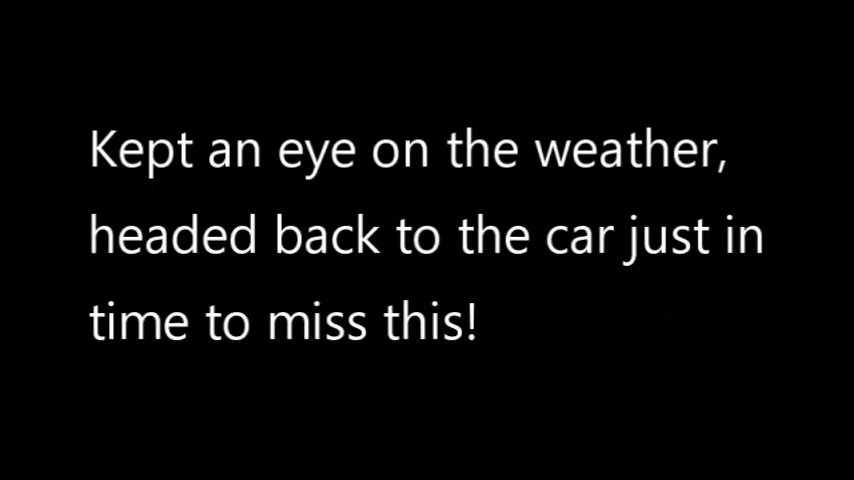 Kept an eye on the weather,
headed back to the car just in
time to miss this!